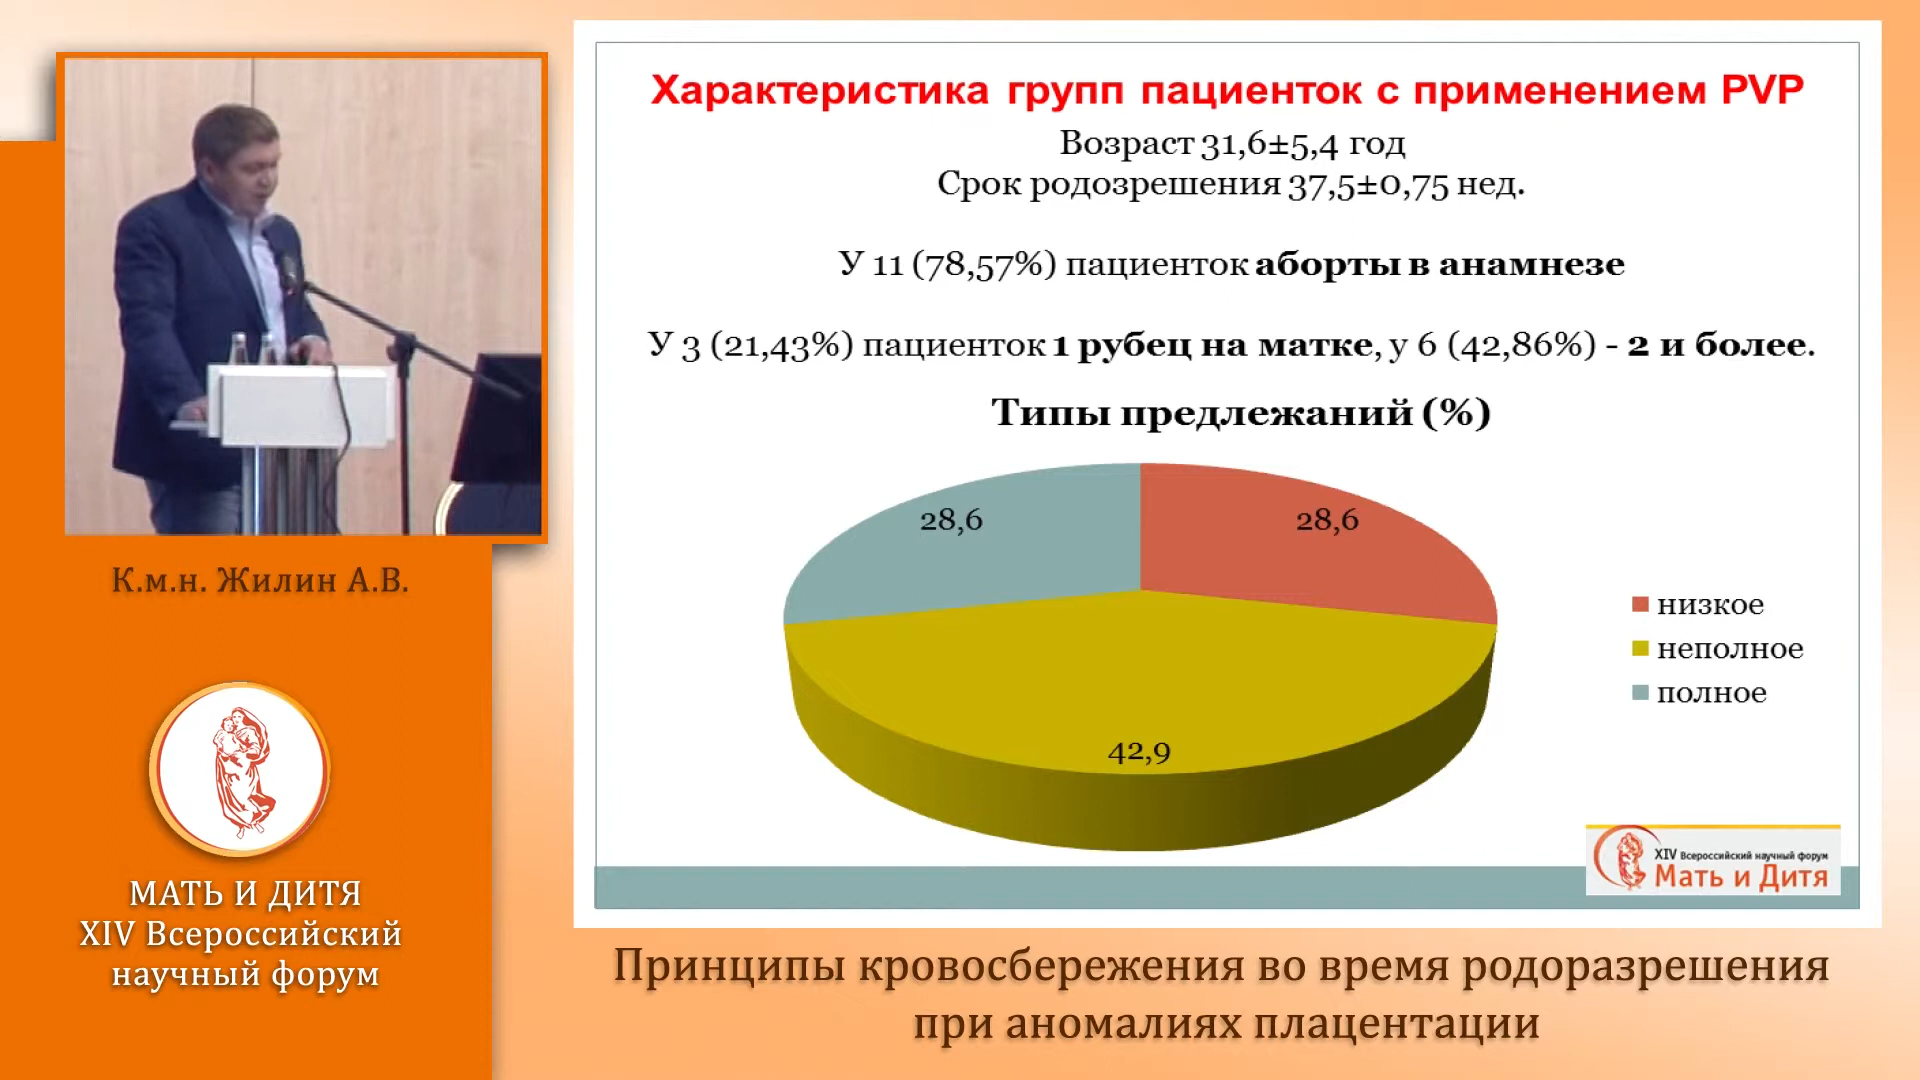 Характеристика групп пациенток с применением PVP
Возраст 31,6±5,4 год
Срок родозрешения 37,5±0,75 нед.
У 11 (78,57%) пациенток аборты в анамнезе
У 3 (21,43%) пациенток 1 рубец на матке, у 6 (42,86%) - 2 и более.
Типы предлежаний (%)
28,6
28,6
42,9
низкое
неполное
полное
XIV Всероссийский научный форум
Мать и Дитя
К.м.н. Жилин А.В.
МАТЬ И ДИТЯ
XIV Всероссийский
научный форум
Принципы кровосбережения во время родоразрешения
при аномалиях плацентации